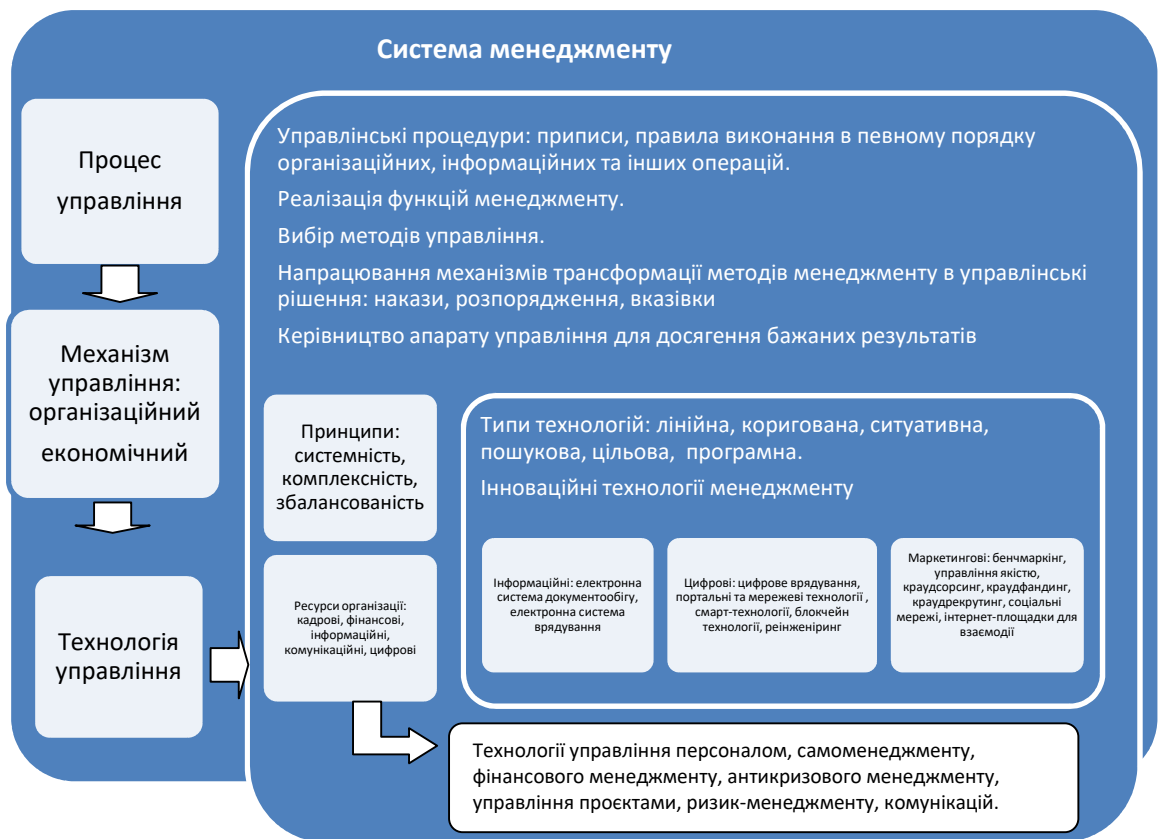 Система менеджменту
Процес
управління
Механізм
управління:
організаційний
економічний
Технологія
управління
Управлінські процедури: приписи, правила виконання в певному порядку
організаційних, інформаційних та інших операцій.
Реалізація функцій менеджменту.
Вибір методів управління.
Напрацювання механізмів трансформації методів менеджменту в управлінські
рішення: накази, розпорядження, вказівки
Керівництво апарату управління для досягення бажаних результатів
Принципи:
системність,
комплексність,
збалансованість
Ресурси організації:
кадрові, фінансові,
інформаційні,
комунікаційні, цифрові
Типи технологій: лінійна, коригована, ситуативна,
пошукова, цільова, програмна.
Інноваційні технології менеджменту
Інформаційні: електронна
система документообігу,
електронна система
врядування
Цифрові: цифрове врядування,
портальні та мережеві технології ,
смарт-технології, блокчейн
технології, реінженіринг
Маркетингові: бенчмаркінг,
управління якістю,
краудсорсинг, краудфандинг,
краудрекрутинг, соціальні
мережі, інтернет-площадки для
взаємодії
Технології управління персоналом, самоменеджменту,
фінансового менеджменту, антикризового менеджменту,
управління проєктами, ризик-менеджменту, комунікацій.